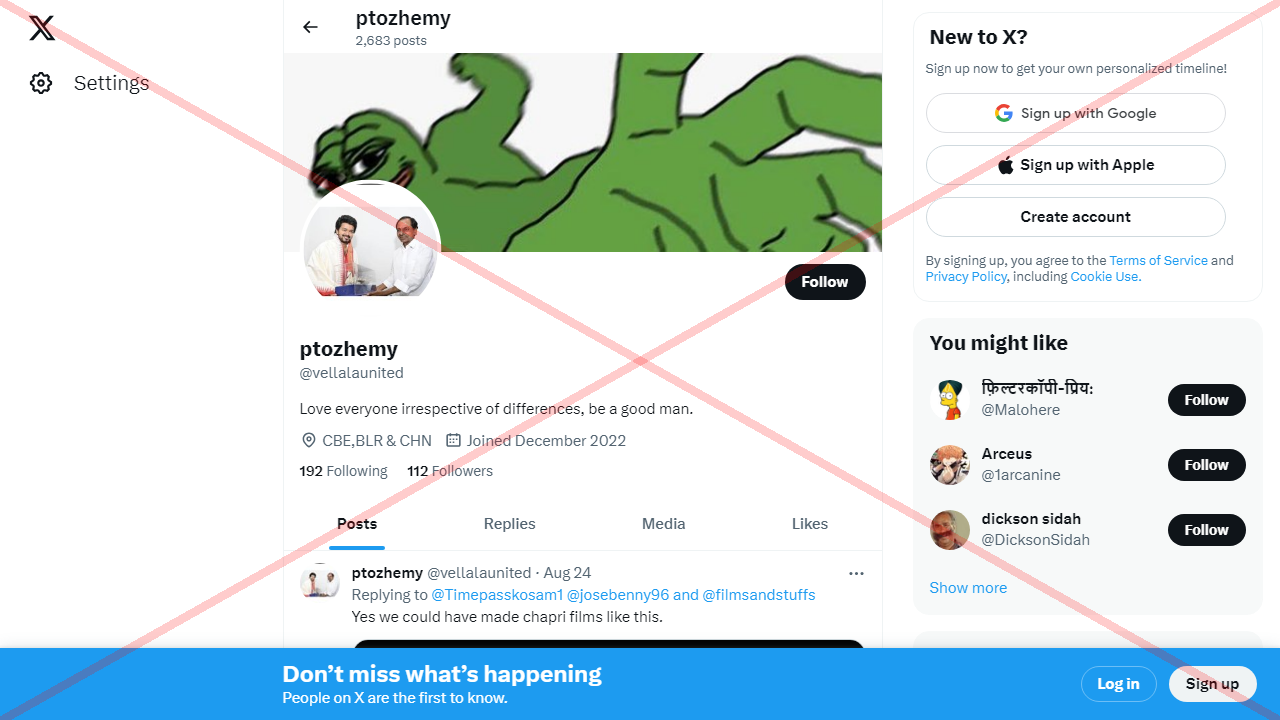 Settings
ptozhemy
2,683 posts
Follow
ptozhemy
@vellalaunited
Love everyone irrespective of differences, be a good man.
CBE,BLR & CHN Joined December 2022
192 Following 112 Followers
Posts Replies Media Likes
ptozhemy @vellalaunited · Aug 24
Replying to @Timepasskosam1 @josebenny96 and @filmsandstuffs
Yes we could have made chapri films like this.
New to X?
Sign up now to get your own personalized timeline!
Sign up with Google
Sign up with Apple
Create account
By signing up, you agree to the Terms of Service and
Privacy Policy, including Cookie Use.
You might like
फ़िल्टरकॉपी-प्रिय:
@Malohere
Follow
Arceus
@1arcanine
Follow
dickson sidah
@DicksonSidah
Follow
Show more
Don’t miss what’s happening
People on X are the first to know.
Log in
Sign up